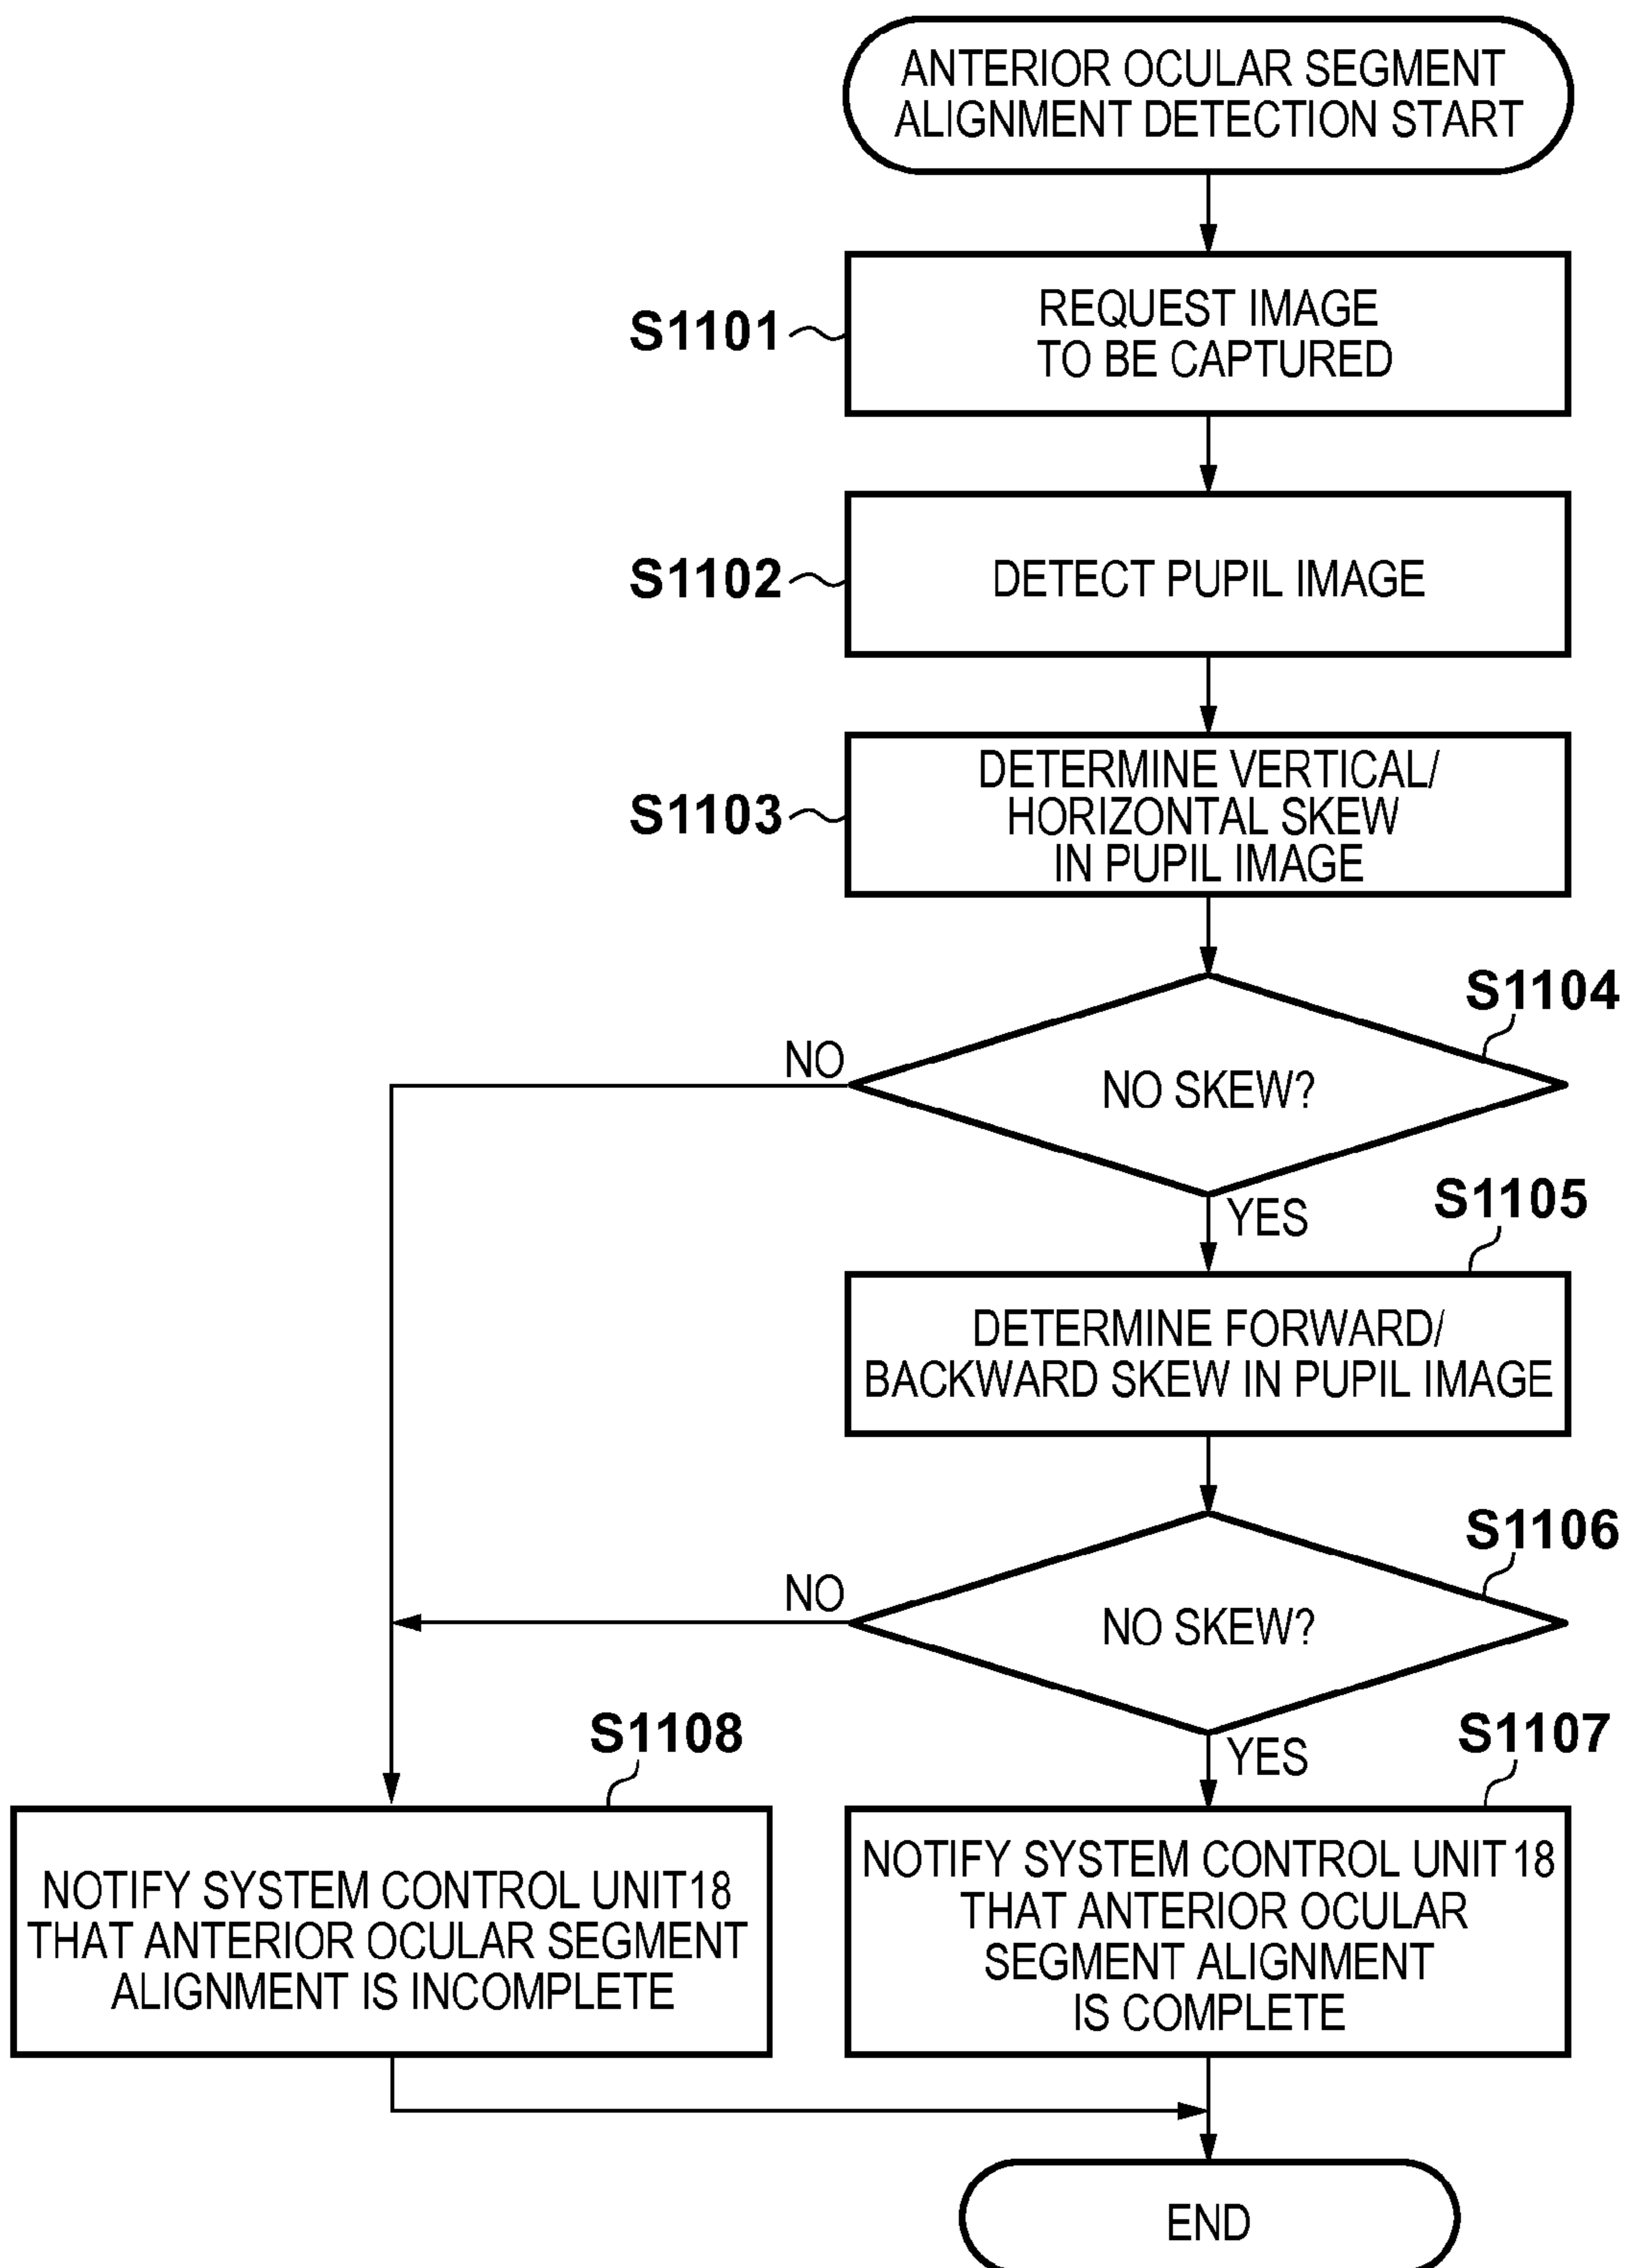 ANTERIOR OCULAR SEGMENT
ALIGNMENT DETECTION START
S1101
REQUEST IMAGE
TO BE CAPTURED
S1102
DETECT PUPIL IMAGE
S1103
DETERMINE VERTICAL/
HORIZONTAL SKEW
IN PUPIL IMAGE
S1104
NO
NO SKEW?
YES
S1105
DETERMINE FORWARD/
BACKWARD SKEW IN PUPIL IMAGE
S1106
NO
NO SKEW?
YES
S1108
NOTIFY SYSTEM CONTROL UNIT18
THAT ANTERIOR OCULAR SEGMENT
ALIGNMENT IS INCOMPLETE
S1107
NOTIFY SYSTEM CONTROL UNIT18
THAT ANTERIOR OCULAR
SEGMENT ALIGNMENT
IS COMPLETE
END